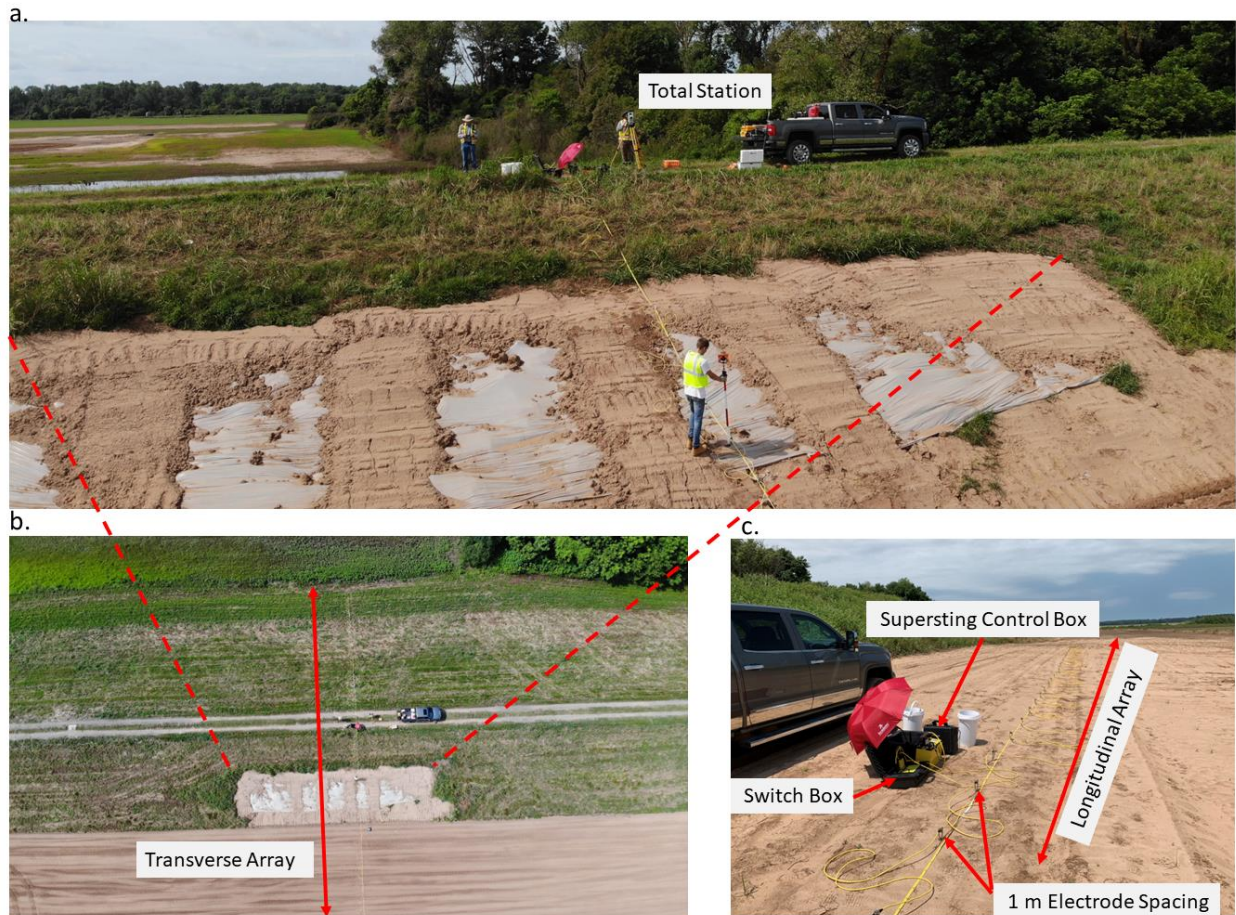 a.
Total Station
b.
c.
Supersting Control Box
Switch Box
Longitudinal Array
Transverse Array
1 m Electrode Spacing